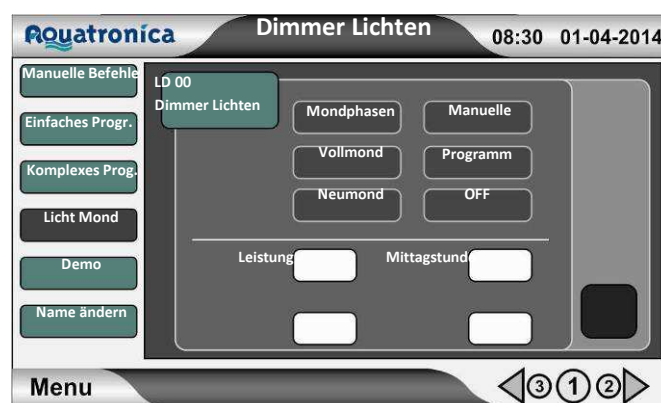 Aquatronica
Dimmer Lichten
08:30 01-04-2014
Manuelle Befehle
Einfaches Progr.
Komplexes Prog.
Licht Mond
Demo
Name ändern
LD 00
Dimmer Lichten
Mondphasen Manuelle
Vollmond Programm
Neumond OFF
Leistung Mittagstund
Menu
3 1 2